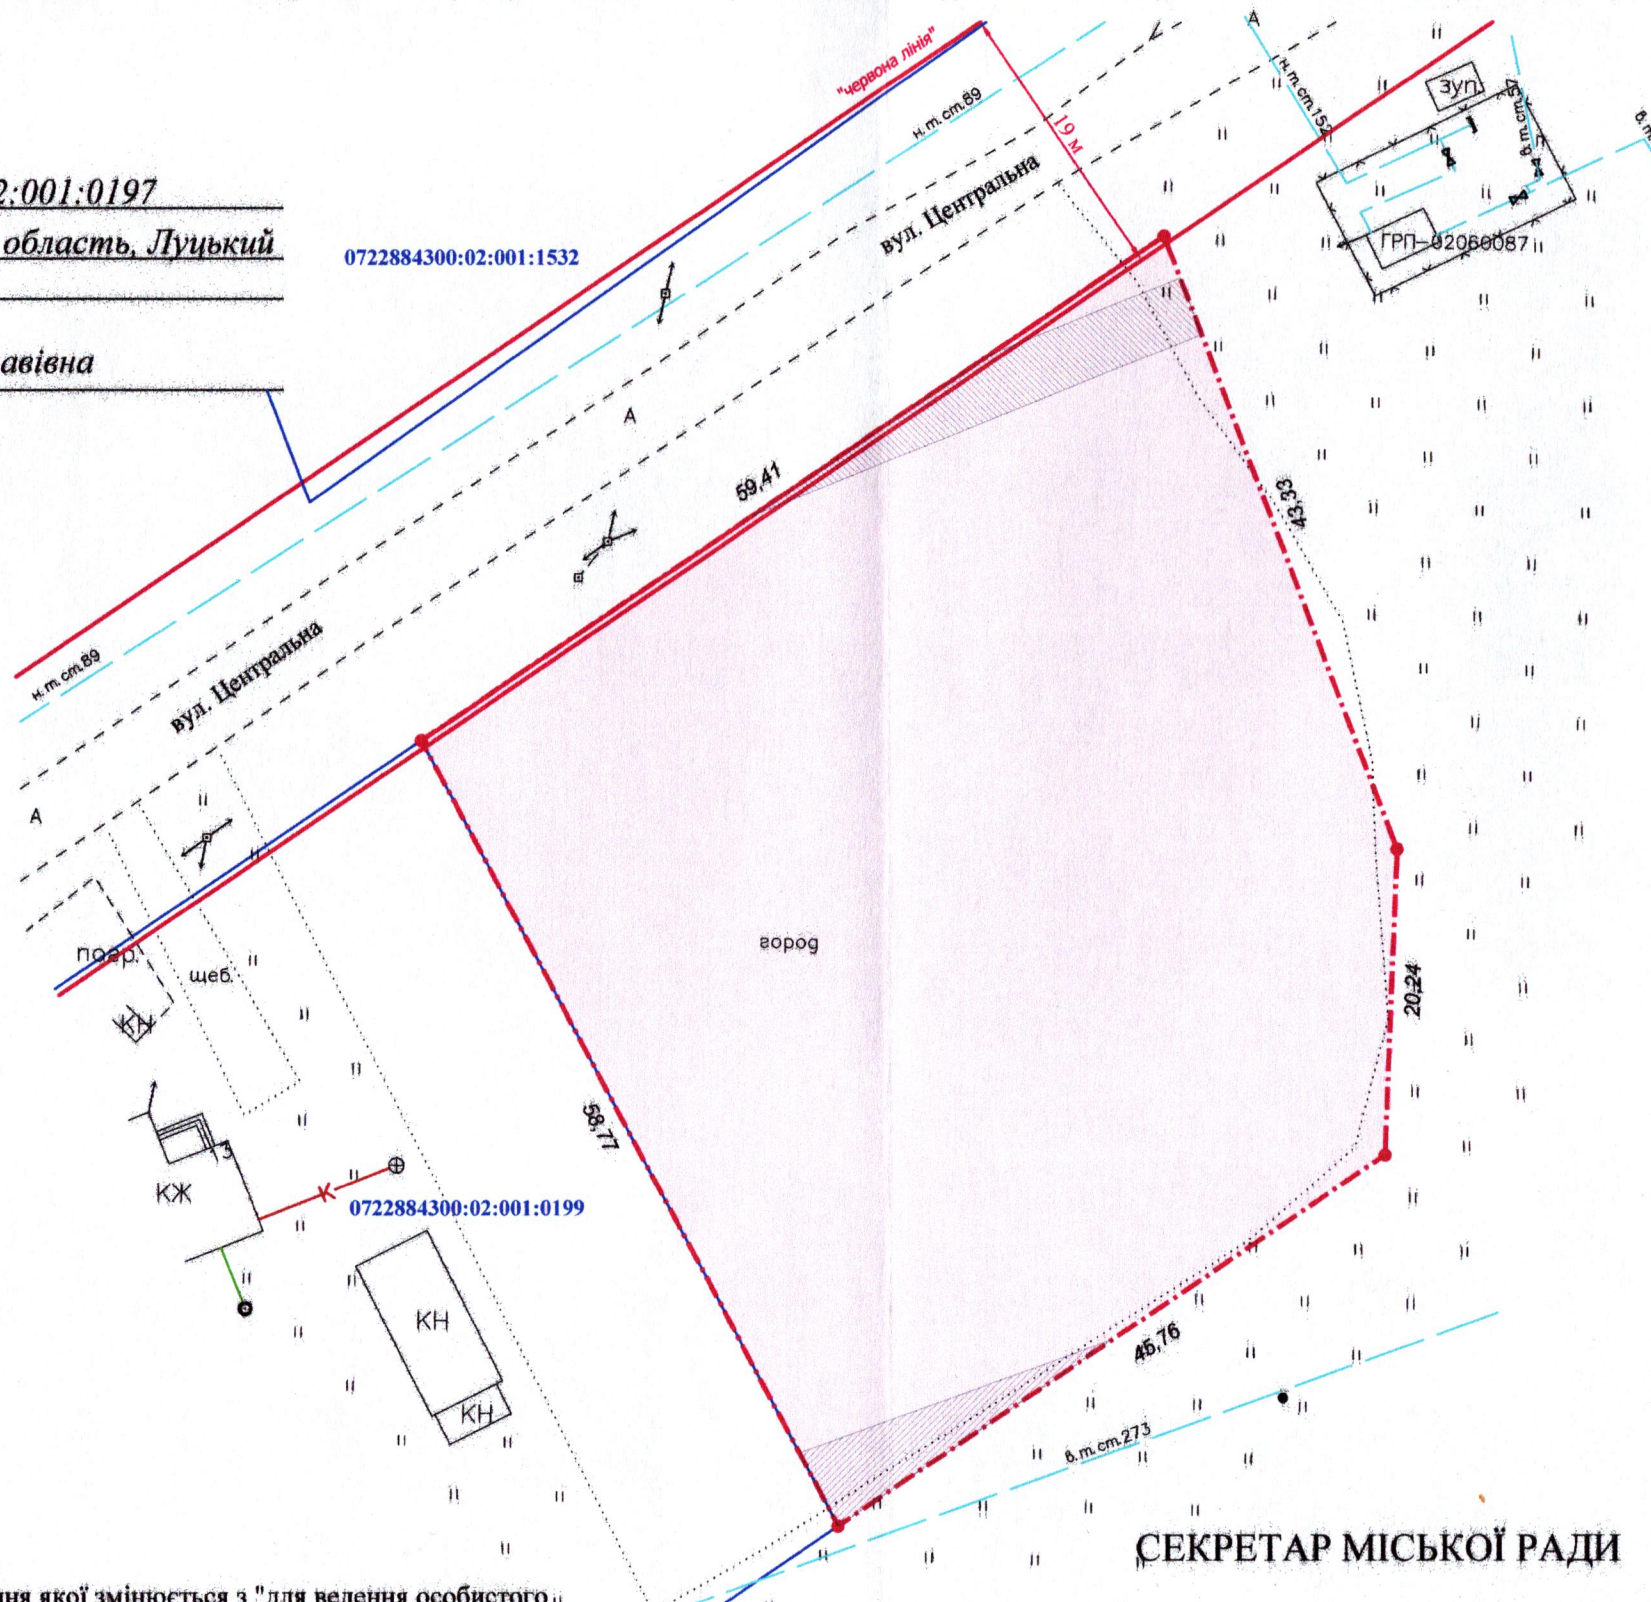 2:001:0197
область, Луцький
авівна
0722884300:02:001:1532
"червона лінія"
н.т.ст.89
19 м
вул. Центральна
А
н.т.ст.152
зуп.
в.т.ст.57
ГРП-02060087
А
59,41
43,33
н.т.ст.89
вул. Центральна
А
погр.
щеб.
КН
город
20,24
58,77
3
КЖ
К
0722884300:02:001:0199
КН
КН
45,76
в.т.ст.273
СЕКРЕТАР МІСЬКОЇ РАДИ
ння якої змінюється з "для ведення особистого